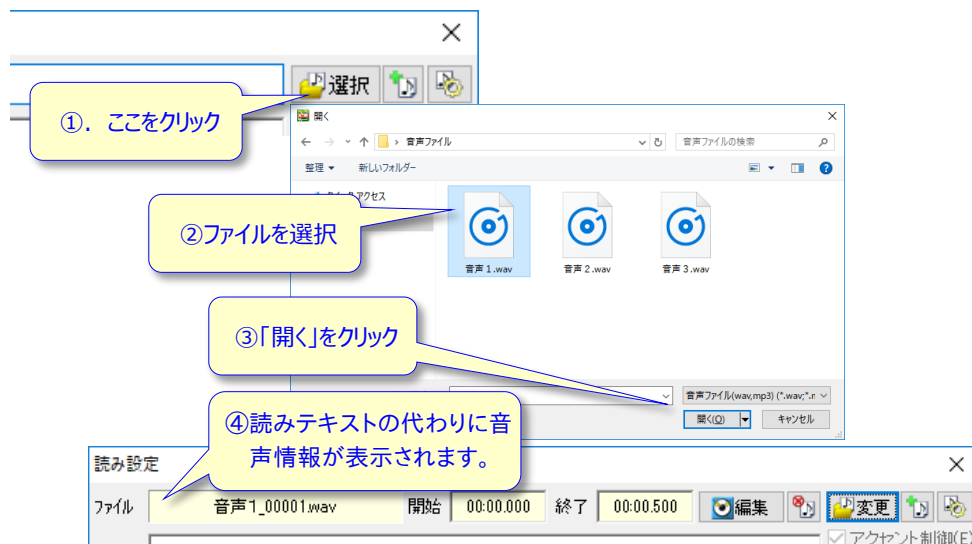 選択
①. ここをクリック
開く
音声ファイル
音声ファイルの検索
整理 新しいフォルダー
アクセス
②ファイルを選択
音声1.wav 音声2.wav 音声3.wav
③「開く」をクリック
音声ファイル(wav,mp3) (*.wav;*.n
開く(O) キャンセル
④読みテキストの代わりに音
声情報が表示されます。
読み設定
ファイル 音声1_00001.wav 開始 00:00.000 終了 00:00.500 編集 変更
アクセント制御(E)